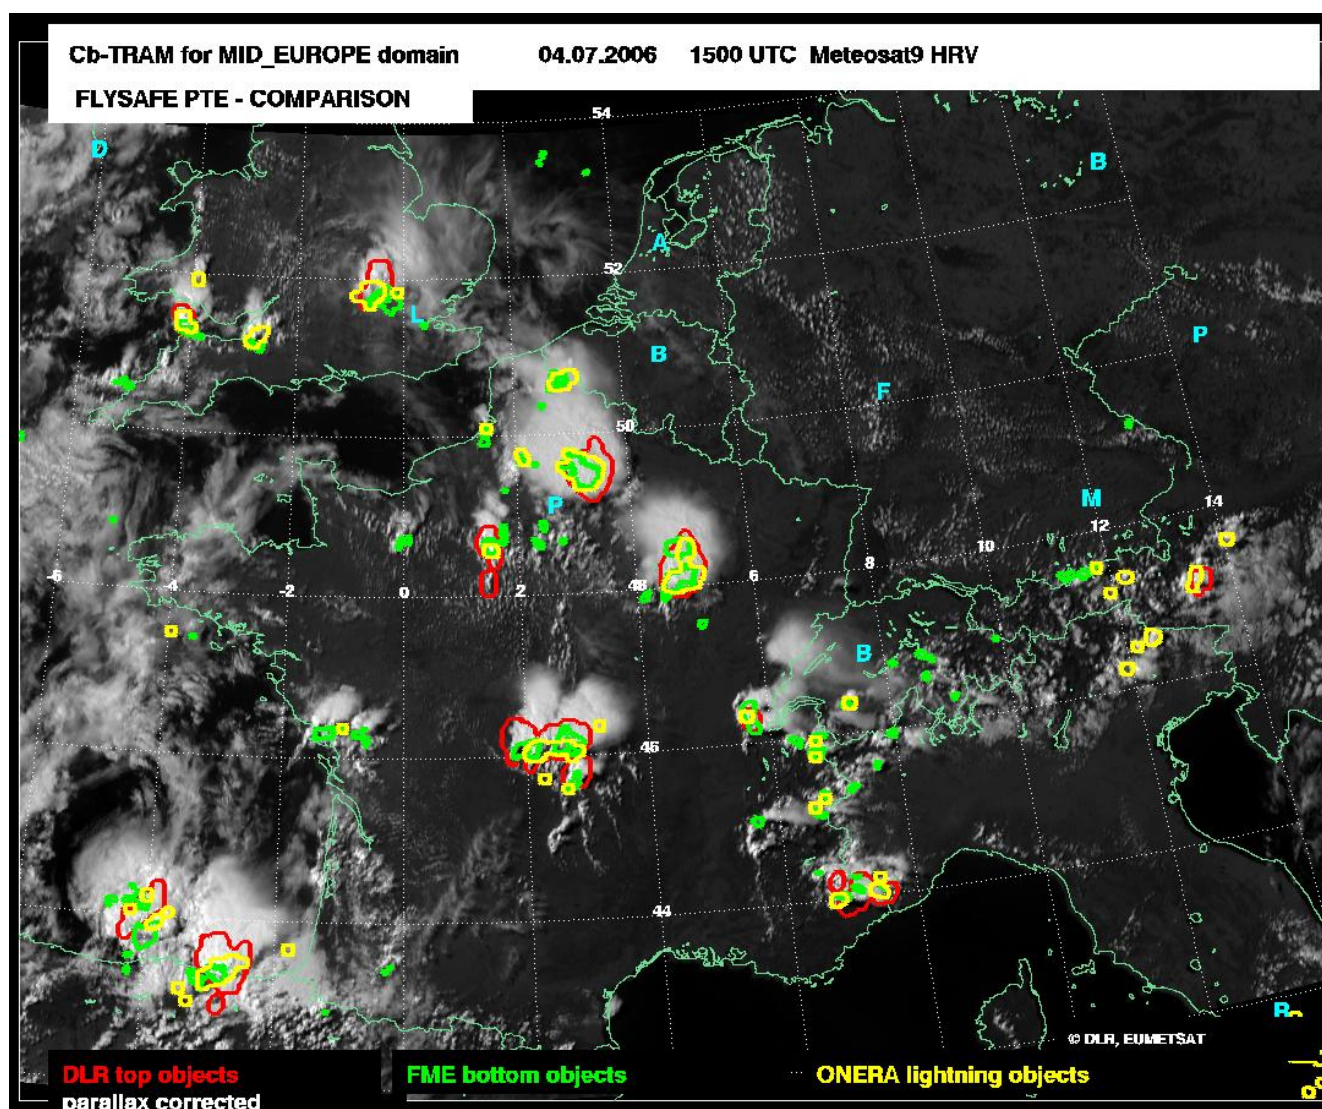 Cb-TRAM for MID_EUROPE domain 04.07.2006 1500 UTC Meteosat9 HRV
FLYSAFE PTE - COMPARISON
54
D
B
A
52
L
B
P
F
50
P
M
14
12
10
8
6
48
-6
-4
-2
0
2
B
46
44
© DLR, EUMETSAT
DLR top objects
FME bottom objects
ONERA lightning objects
parallax corrected